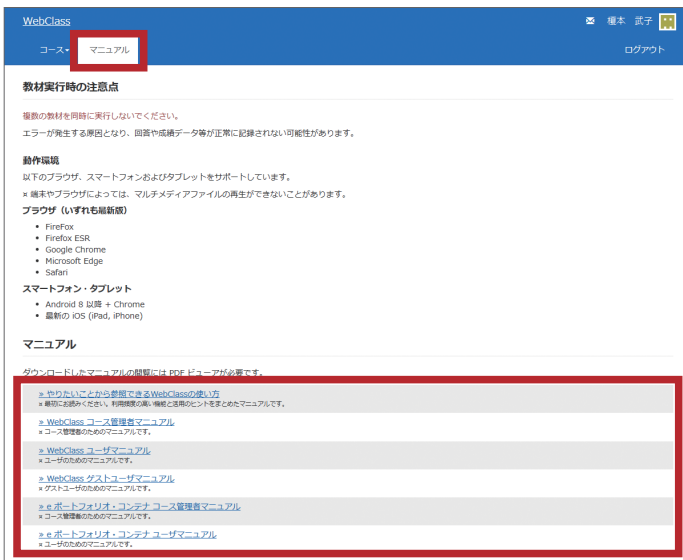 WebClass
榎本 武子
コース▾
マニュアル
ログアウト
教材実行時の注意点
複数の教材を同時に実行しないでください。
エラーが発生する原因となり、回答や成績データ等が正常に記録されない可能性があります。
動作環境
以下のブラウザ、スマートフォンおよびタブレットをサポートしています。
※ 端末やブラウザによっては、マルチメディアファイルの再生ができないことがあります。
ブラウザ（いずれも最新版）
• FireFox
• Firefox ESR
• Google Chrome
• Microsoft Edge
• Safari
スマートフォン・タブレット
• Android 8 以降 + Chrome
• 最新の iOS (iPad, iPhone)
マニュアル
ダウンロードしたマニュアルの閲覧には PDF ビューアが必要です。
» やりたいことから参照できるWebClassの使い方
※ 最初にお読みください。利用頻度の高い機能と活用のヒントをまとめたマニュアルです。
» WebClass コース管理者マニュアル
※ コース管理者のためのマニュアルです。
» WebClass ユーザマニュアル
※ ユーザのためのマニュアルです。
» WebClass ゲストユーザマニュアル
※ ゲストユーザのためのマニュアルです。
» e ポートフォリオ・コンテナ コース管理者マニュアル
※ コース管理者のためのマニュアルです。
» e ポートフォリオ・コンテナ ユーザマニュアル
※ ユーザのためのマニュアルです。